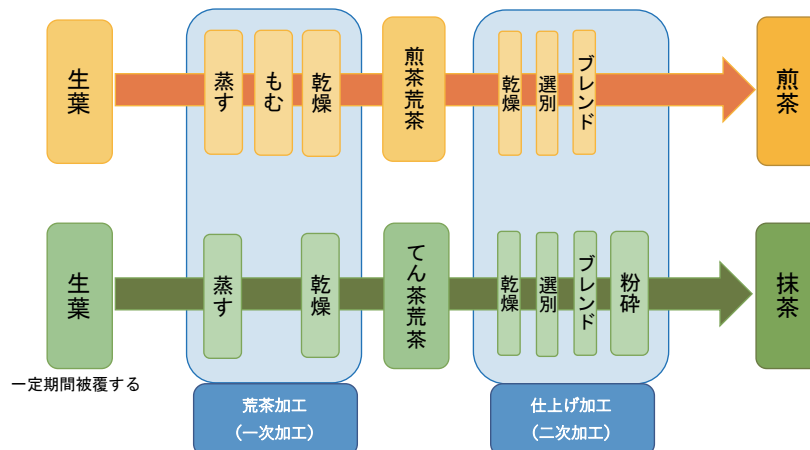 生葉
蒸す
もむ
乾燥
煎茶荒茶
乾燥
選別
ブレンド
煎茶
生葉
蒸す
乾燥
てん茶荒茶
乾燥
選別
ブレンド
粉砕
抹茶
一定期間被覆する
荒茶加工
（一次加工）
仕上げ加工
（二次加工）